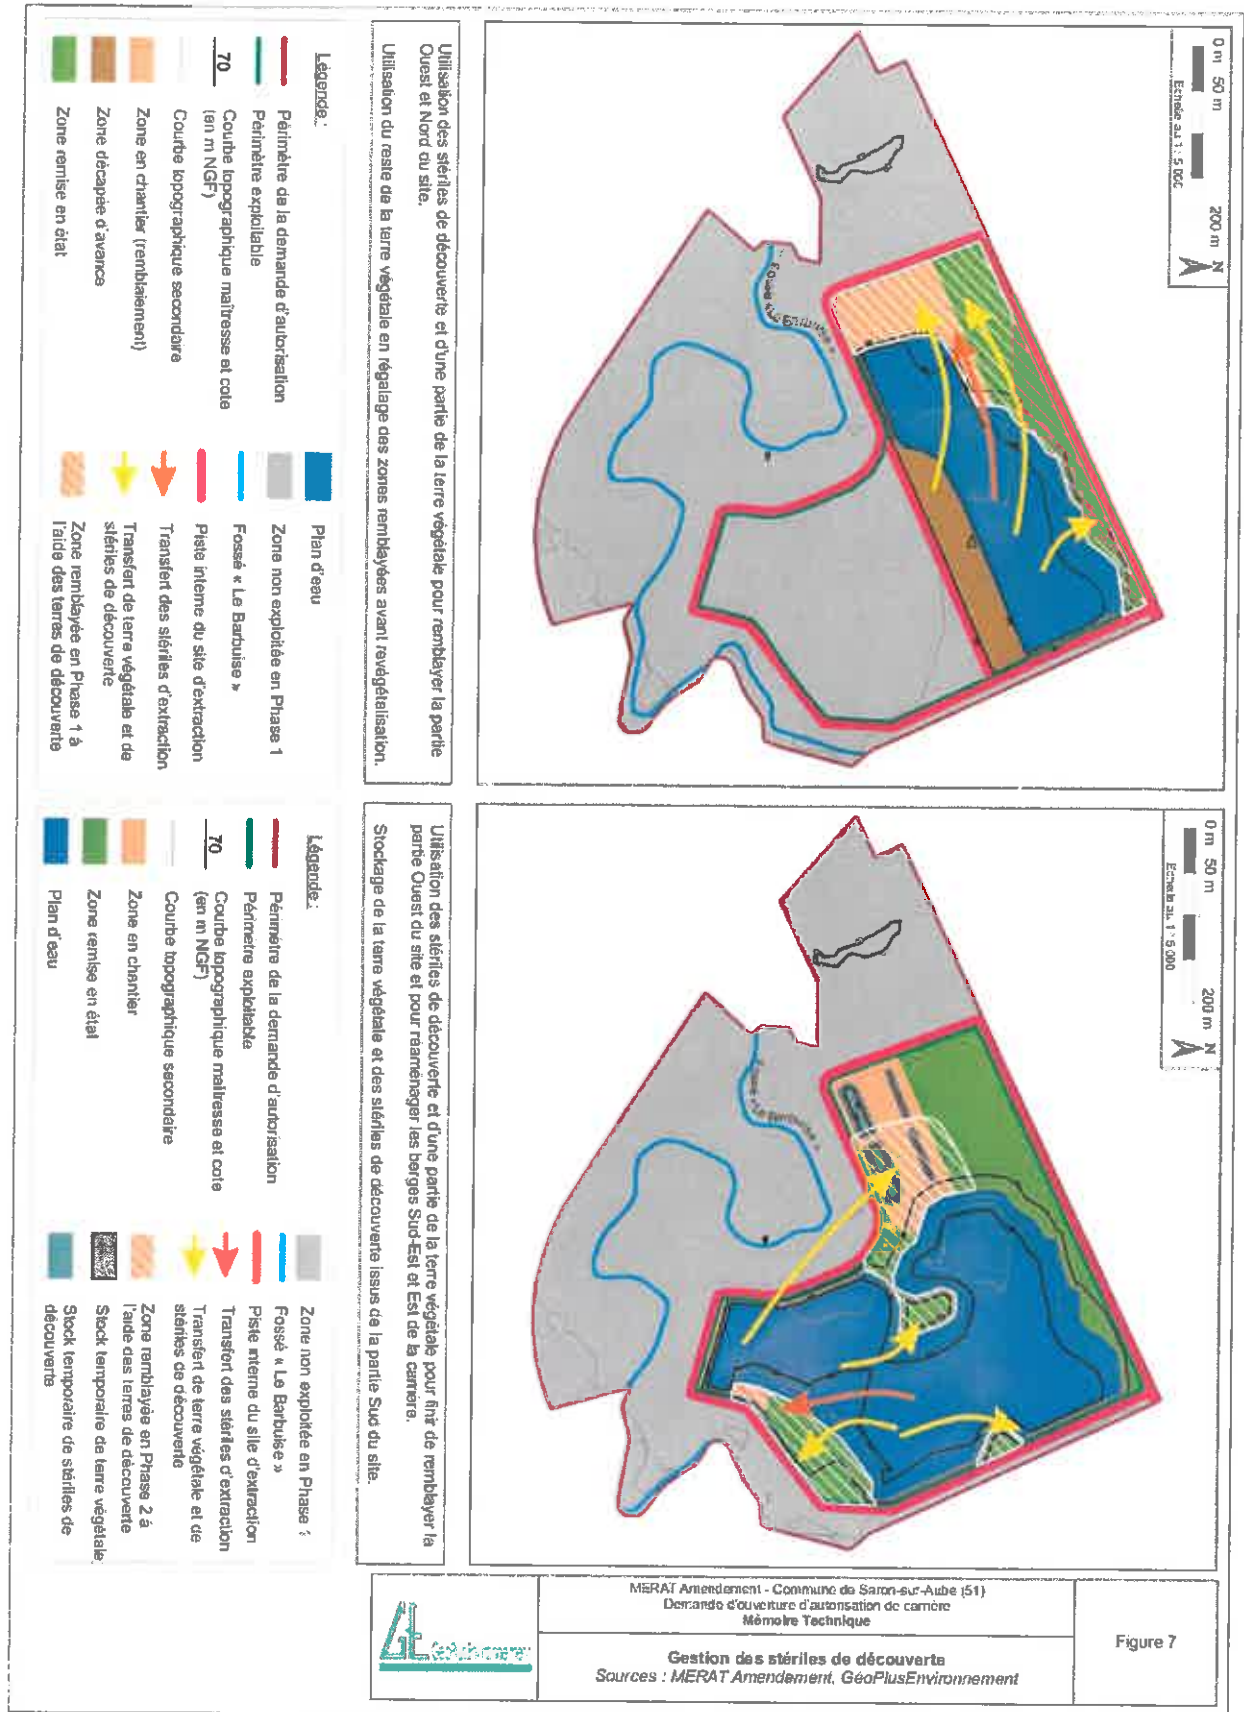 0 m 50 m 200 m N
Echelle au 1 : 5 000
Fossé « Le Barbuise »
Utilisation des stériles de découverte et d'une partie de la terre végétale pour remblayer la partie
Ouest et Nord du site.
Utilisation du reste de la terre végétale en régalage des zones remblayées avant revégétalisation.
Légende :
Périmètre de la demande d'autorisation
Périmètre exploitable
70
Courbe topographique maîtresse et cote
(en m NGF)
Courbe topographique secondaire
Zone en chantier (remblaiement)
Zone décapée d'avance
Zone remise en état
Plan d'eau
Zone non exploitée en Phase 1
Fossé « Le Barbuise »
Piste interne du site d'extraction
Transfert des stériles d'extraction
Transfert de terre végétale et de
stériles de découverte
Zone remblayée en Phase 1 à
l'aide des terres de découverte
0 m 50 m 200 m N
Echelle au 1 : 5 000
Fossé « Le Barbuise »
Utilisation des stériles de découverte et d'une partie de la terre végétale pour finir de remblayer la
partie Ouest du site et pour réaménager les berges Sud-Est et Est de la carrière.
Stockage de la terre végétale et des stériles de découverte issus de la partie Sud du site.
Légende :
Périmètre de la demande d'autorisation
Périmètre exploitable
70
Courbe topographique maîtresse et cote
(en m NGF)
Courbe topographique secondaire
Zone en chantier
Zone remise en état
Plan d'eau
Zone non exploitée en Phase 1
Fossé « Le Barbuise »
Piste interne du site d'extraction
Transfert des stériles d'extraction
Transfert de terre végétale et de
stériles de découverte
Zone remblayée en Phase 2 à
l'aide des terres de découverte
Stock temporaire de terre végétale
Stock temporaire de stériles de
découverte
MERAT Amendement - Commune de Saron-sur-Aube (51)
Demande d'ouverture d'autorisation de carrière
Mémoire Technique
Gestion des stériles de découverte
Sources : MERAT Amendement, GéoPlusEnvironnement
Figure 7